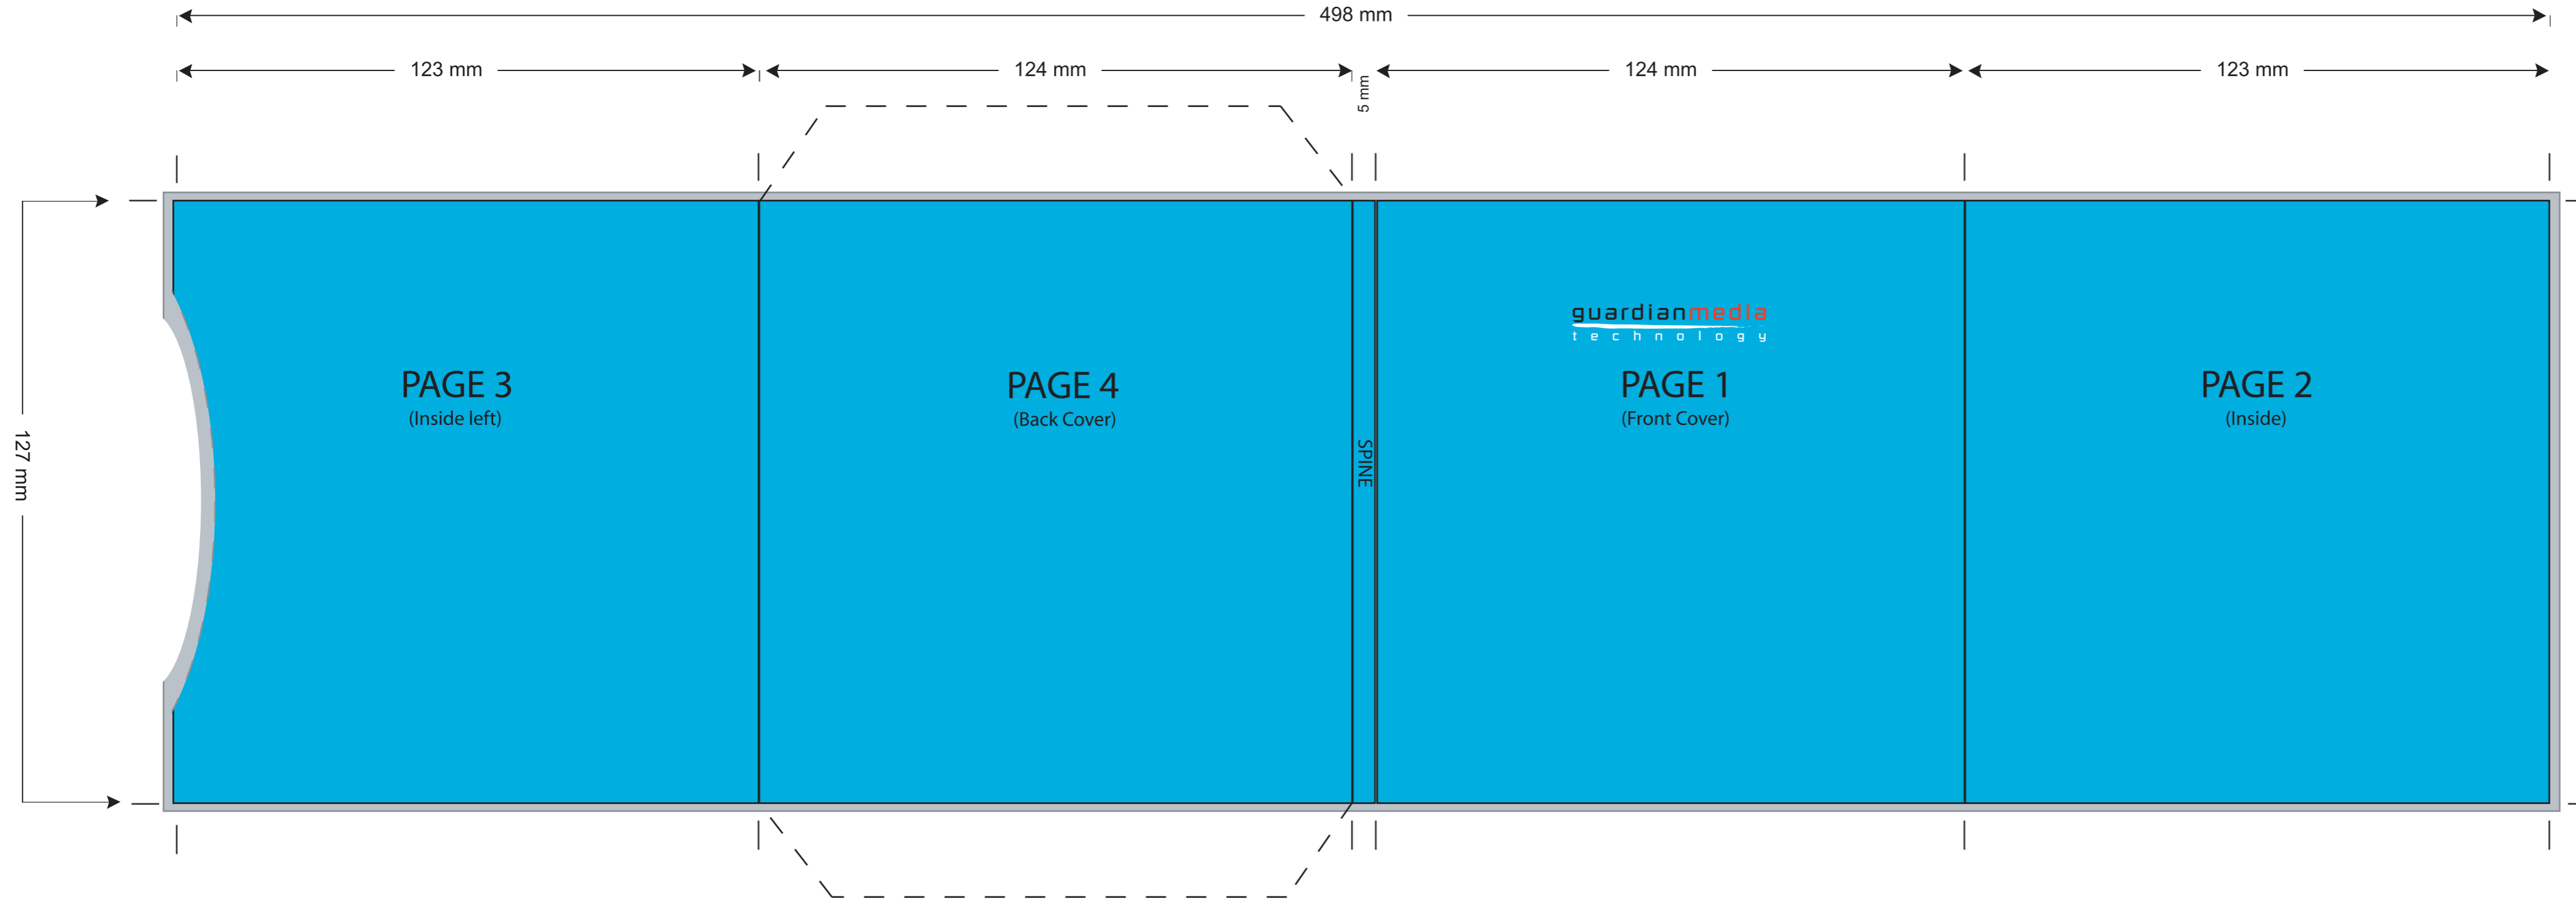 498 mm
123 mm
124 mm
5 mm
124 mm
123 mm
127 mm
PAGE 3
(Inside left)
PAGE 4
(Back Cover)
SPINE
guardianmedia
technology
PAGE 1
(Front Cover)
PAGE 2
(Inside)